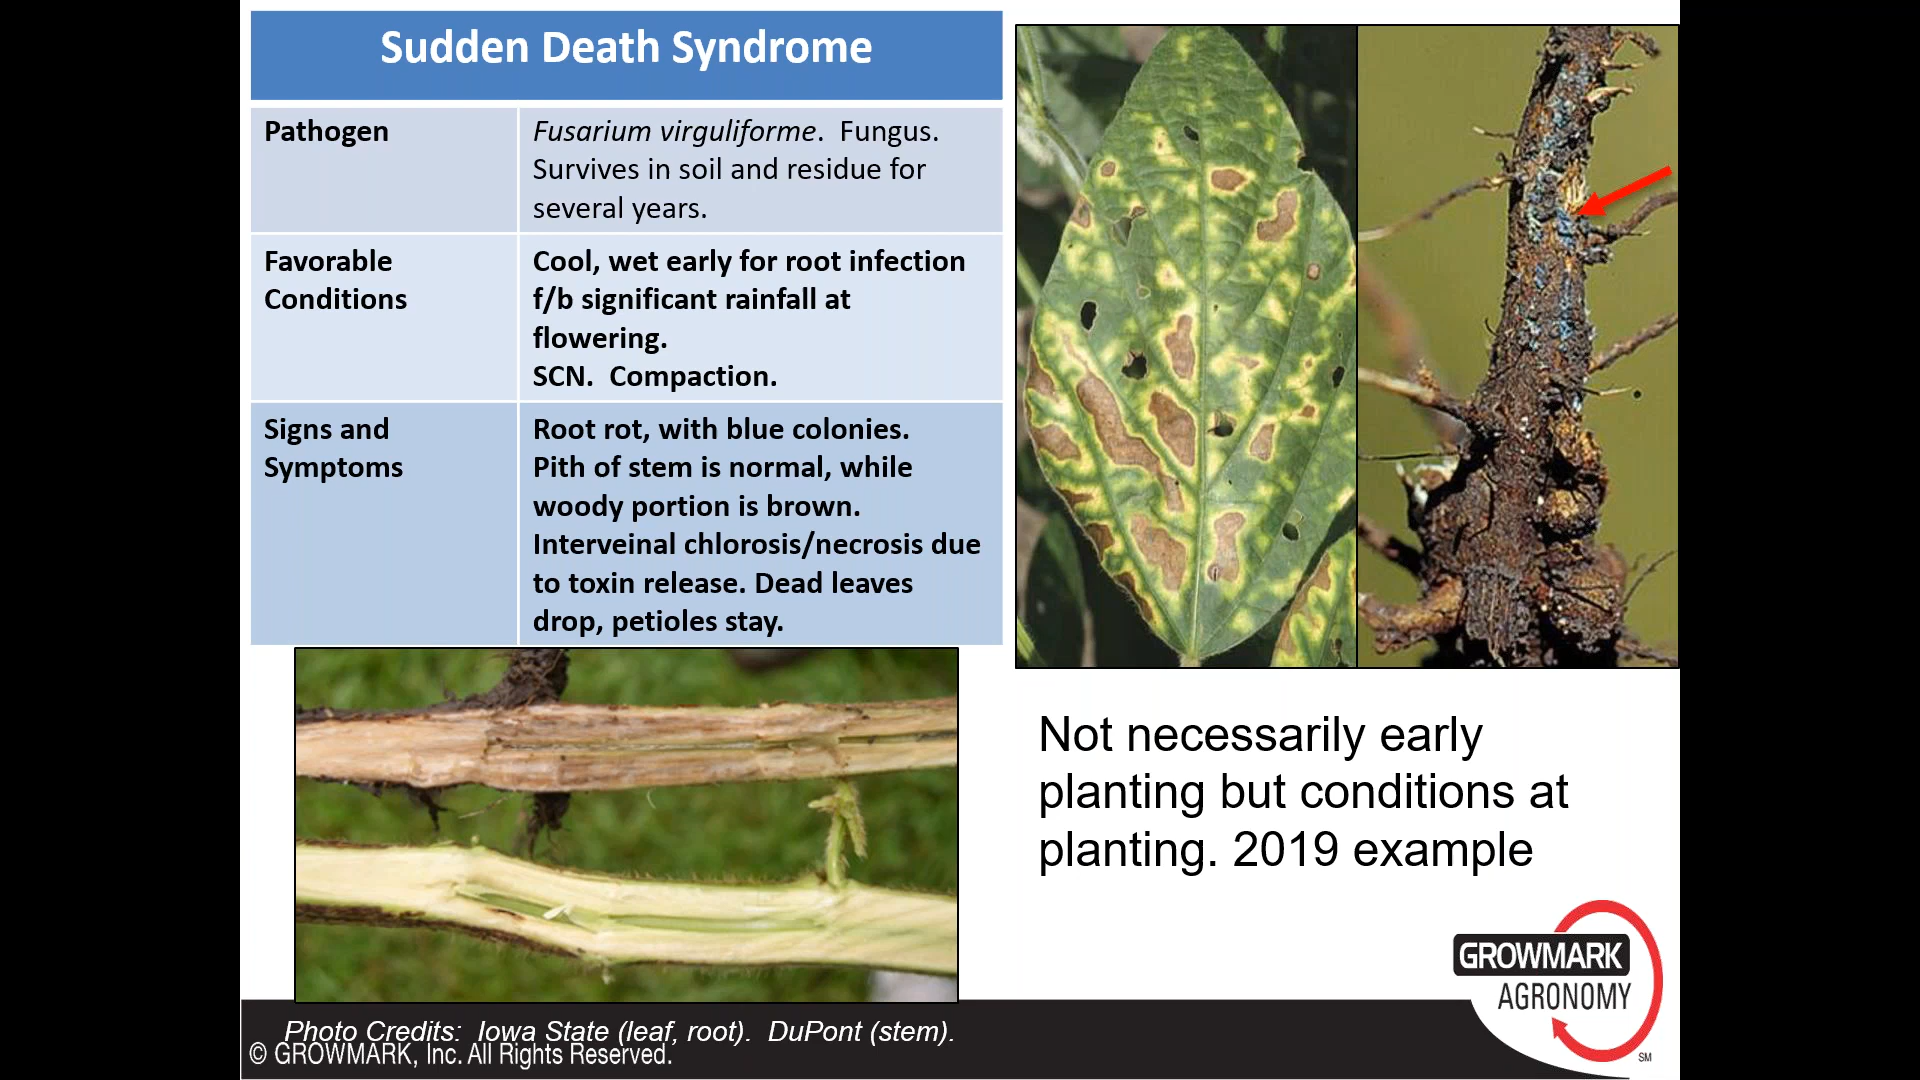 Sudden Death Syndrome
Pathogen
Fusarium virguliforme.  Fungus.
Survives in soil and residue for
several years.
Favorable
Conditions
Cool, wet early for root infection
f/b significant rainfall at
flowering.
SCN.  Compaction.
Signs and
Symptoms
Root rot, with blue colonies.
Pith of stem is normal, while
woody portion is brown.
Interveinal chlorosis/necrosis due
to toxin release. Dead leaves
drop, petioles stay.
Not necessarily early
planting but conditions at
planting. 2019 example
GROWMARK
AGRONOMY
SM
Photo Credits:  Iowa State (leaf, root).  DuPont (stem).
© GROWMARK, Inc. All Rights Reserved.